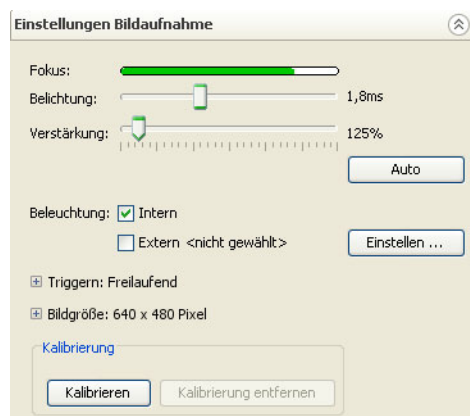 Einstellungen Bildaufnahme
Fokus:
Belichtung: 1,8ms
Verstärkung: 125%
Auto
Beleuchtung: Intern
Extern <nicht gewählt> Einstellen ...
Triggern: Freilaufend
Bildgröße: 640 x 480 Pixel
Kalibrierung
Kalibrieren Kalibrierung entfernen